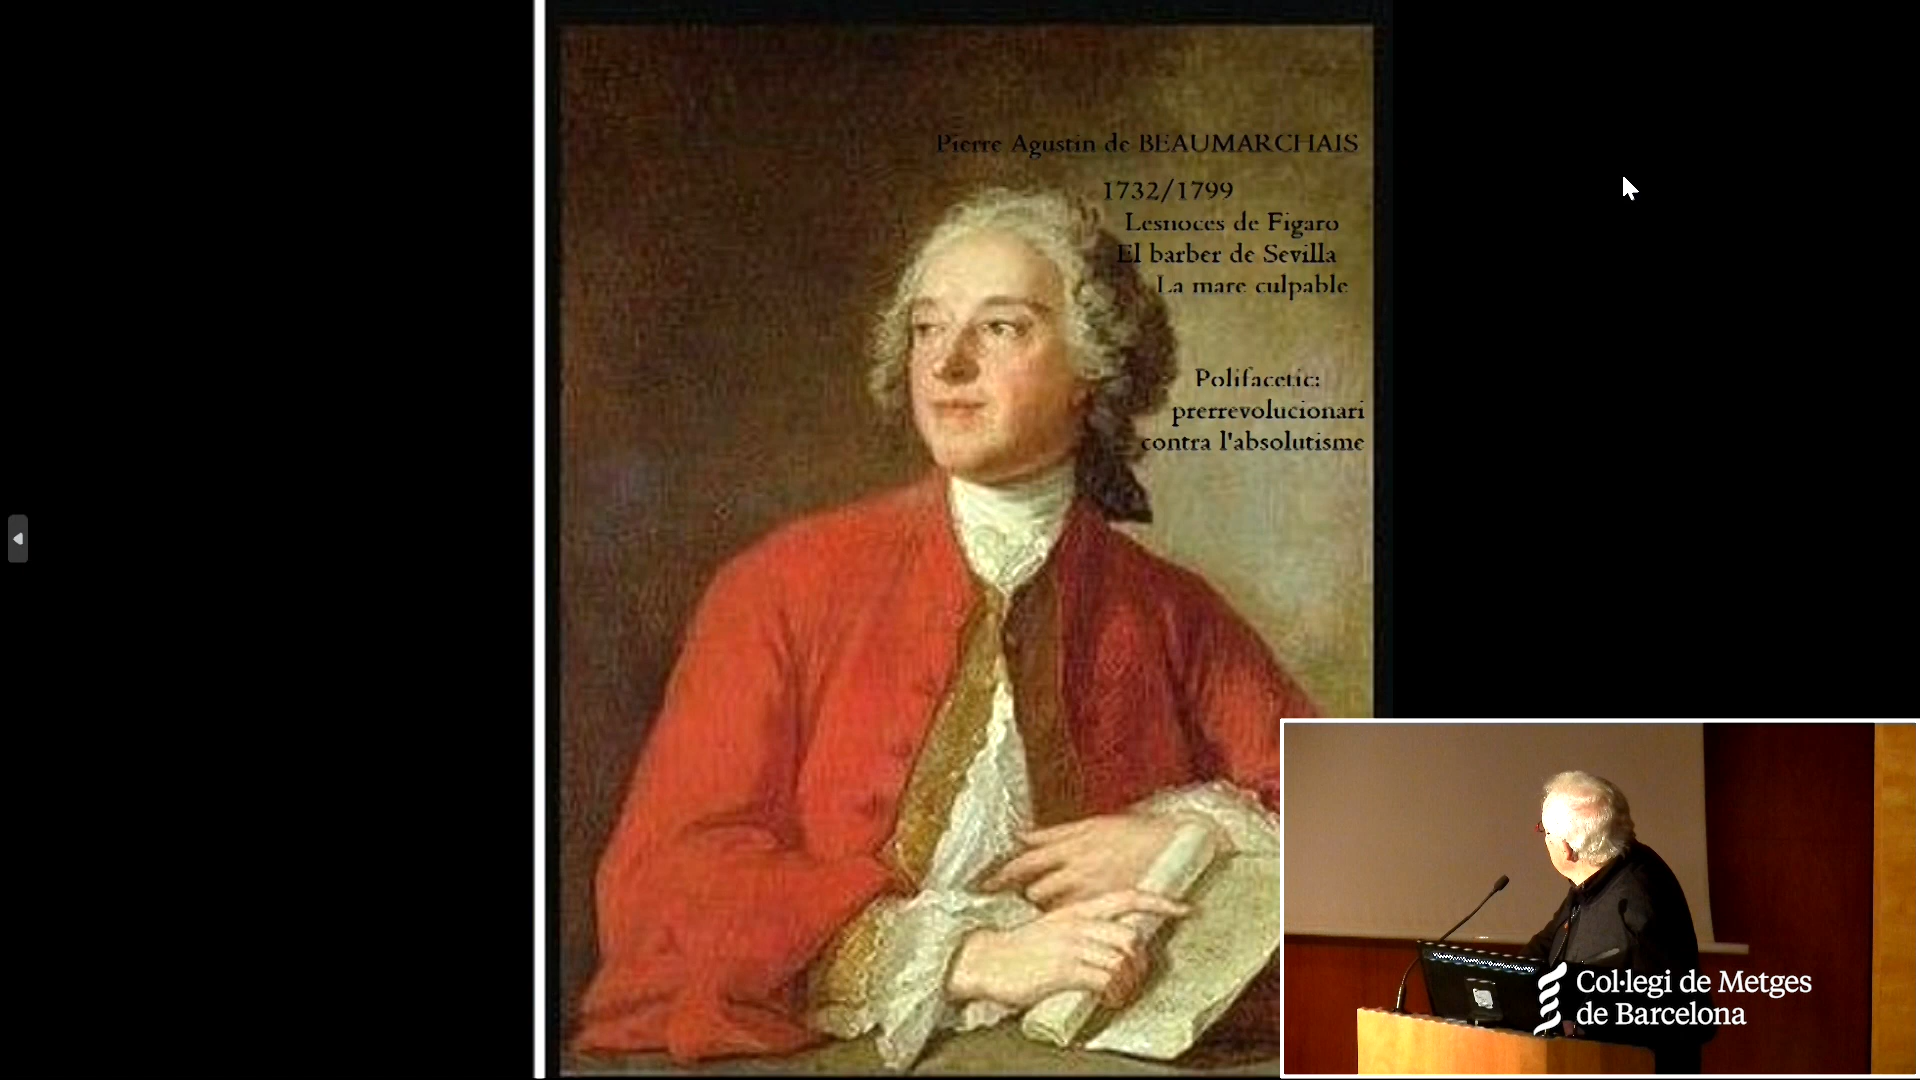 Pierre Agustin de BEAUMARCHAIS
1732/1799
Lesnoces de Figaro
El barber de Sevilla
La mare culpable
Polifacetic:
prerrevolucionari
contra l'absolutisme
Col·legi de Metges
de Barcelona